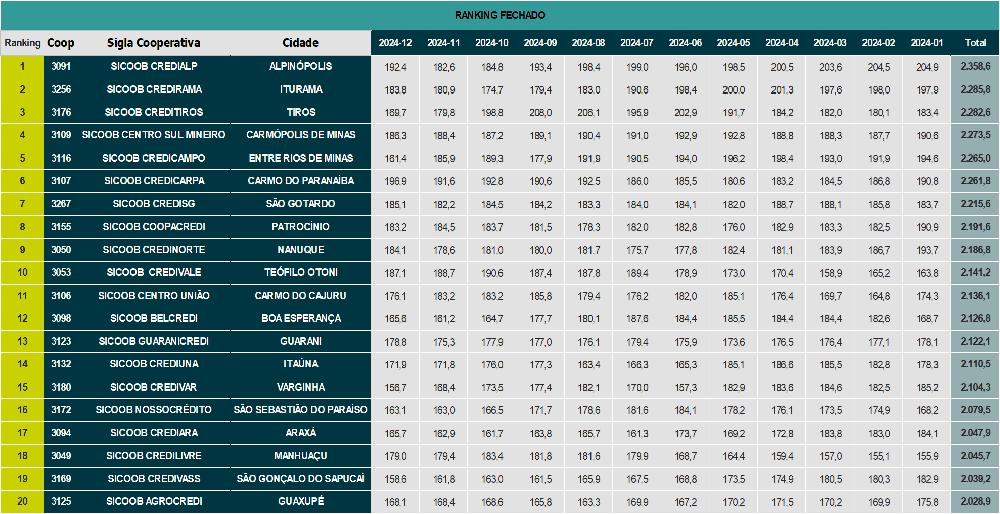 RANKING FECHADO
Ranking Coop Sigla Cooperativa Cidade 2024-12 2024-11 2024-10 2024-09 2024-08 2024-07 2024-06 2024-05 2024-04 2024-03 2024-02 2024-01 Total
1 3091 SICOOB CREDIALP ALPINÓPOLIS 192,4 182,6 184,8 193,4 198,4 199,0 196,0 198,5 200,5 203,6 204,5 204,9 2.358,6
2 3256 SICOOB CREDIRAMA ITURAMA 183,8 180,9 174,7 179,4 183,0 190,6 198,4 200,0 201,3 197,6 198,0 197,9 2.285,8
3 3176 SICOOB CREDITIROS TIROS 169,7 179,8 198,8 208,0 206,1 195,9 202,9 191,7 184,2 182,0 180,1 183,4 2.282,6
4 3109 SICOOB CENTRO SUL MINEIRO CARMÓPOLIS DE MINAS 186,3 188,4 187,2 189,1 190,4 191,0 192,9 192,8 188,8 188,3 187,7 190,6 2.273,5
5 3116 SICOOB CREDICAMPO ENTRE RIOS DE MINAS 161,4 185,9 189,3 177,9 191,9 190,5 194,0 196,2 198,4 193,0 191,9 194,6 2.265,0
6 3107 SICOOB CREDICARPA CARMO DO PARANAÍBA 196,9 191,6 192,8 190,6 192,5 186,0 185,5 180,6 183,2 184,5 186,8 190,8 2.261,8
7 3267 SICOOB CREDISG SÃO GOTARDO 185,1 182,2 184,5 184,2 183,3 184,0 184,1 182,0 188,7 188,1 185,8 183,7 2.215,6
8 3155 SICOOB COOPACREDI PATROCÍNIO 183,2 184,5 183,7 181,5 178,3 182,0 182,8 176,0 182,9 183,3 182,5 190,9 2.191,6
9 3050 SICOOB CREDINORTE NANUQUE 184,1 178,6 181,0 180,0 181,7 175,7 177,8 182,4 181,1 183,9 186,7 193,7 2.186,8
10 3053 SICOOB  CREDIVALE TEÓFILO OTONI 187,1 188,7 190,6 187,4 187,8 189,4 178,9 173,0 170,4 158,9 165,2 163,8 2.141,2
11 3106 SICOOB CENTRO UNIÃO CARMO DO CAJURU 176,1 183,2 183,2 185,8 179,4 176,2 182,0 185,1 176,4 169,7 164,8 174,3 2.136,1
12 3098 SICOOB BELCREDI BOA ESPERANÇA 165,6 161,2 164,7 177,7 180,1 187,6 184,4 185,5 184,4 184,4 182,6 168,7 2.126,8
13 3123 SICOOB GUARANICREDI GUARANI 178,8 175,3 177,9 177,0 176,1 179,4 175,9 173,6 176,5 176,4 177,1 178,1 2.122,1
14 3132 SICOOB CREDIUNA ITAÚNA 171,9 171,8 176,0 177,3 163,4 166,3 165,3 185,1 186,6 185,5 182,8 178,3 2.110,5
15 3180 SICOOB CREDIVAR VARGINHA 156,7 168,4 173,5 177,4 182,1 170,0 157,3 182,9 183,6 184,6 182,5 185,2 2.104,3
16 3172 SICOOB NOSSOCRÉDITO SÃO SEBASTIÃO DO PARAÍSO 163,1 163,0 166,5 171,7 178,6 181,6 184,1 178,2 176,1 173,5 174,9 168,2 2.079,5
17 3094 SICOOB CREDIARA ARAXÁ 165,7 162,9 161,7 163,8 165,7 161,3 173,7 169,2 172,8 183,8 183,0 184,1 2.047,9
18 3049 SICOOB CREDILIVRE MANHUAÇU 179,0 179,4 183,4 181,8 181,6 179,9 168,7 164,4 159,4 157,0 155,1 155,9 2.045,7
19 3169 SICOOB CREDIVASS SÃO GONÇALO DO SAPUCAÍ 158,6 161,8 163,0 161,5 165,9 167,5 168,8 173,5 174,9 180,5 180,3 182,9 2.039,2
20 3125 SICOOB AGROCREDI GUAXUPÉ 168,1 168,4 168,6 165,8 163,3 169,9 167,2 170,2 171,5 170,2 169,9 175,8 2.028,9